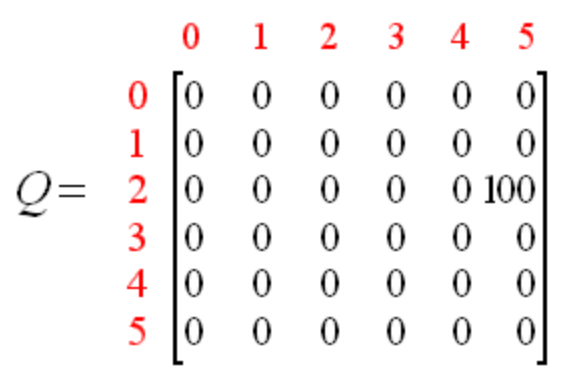 0 1 2 3 4 5
0 0 0 0 0 0 0
1 0 0 0 0 0 0
Q = 2 0 0 0 0 0 100
3 0 0 0 0 0 0
4 0 0 0 0 0 0
5 0 0 0 0 0 0